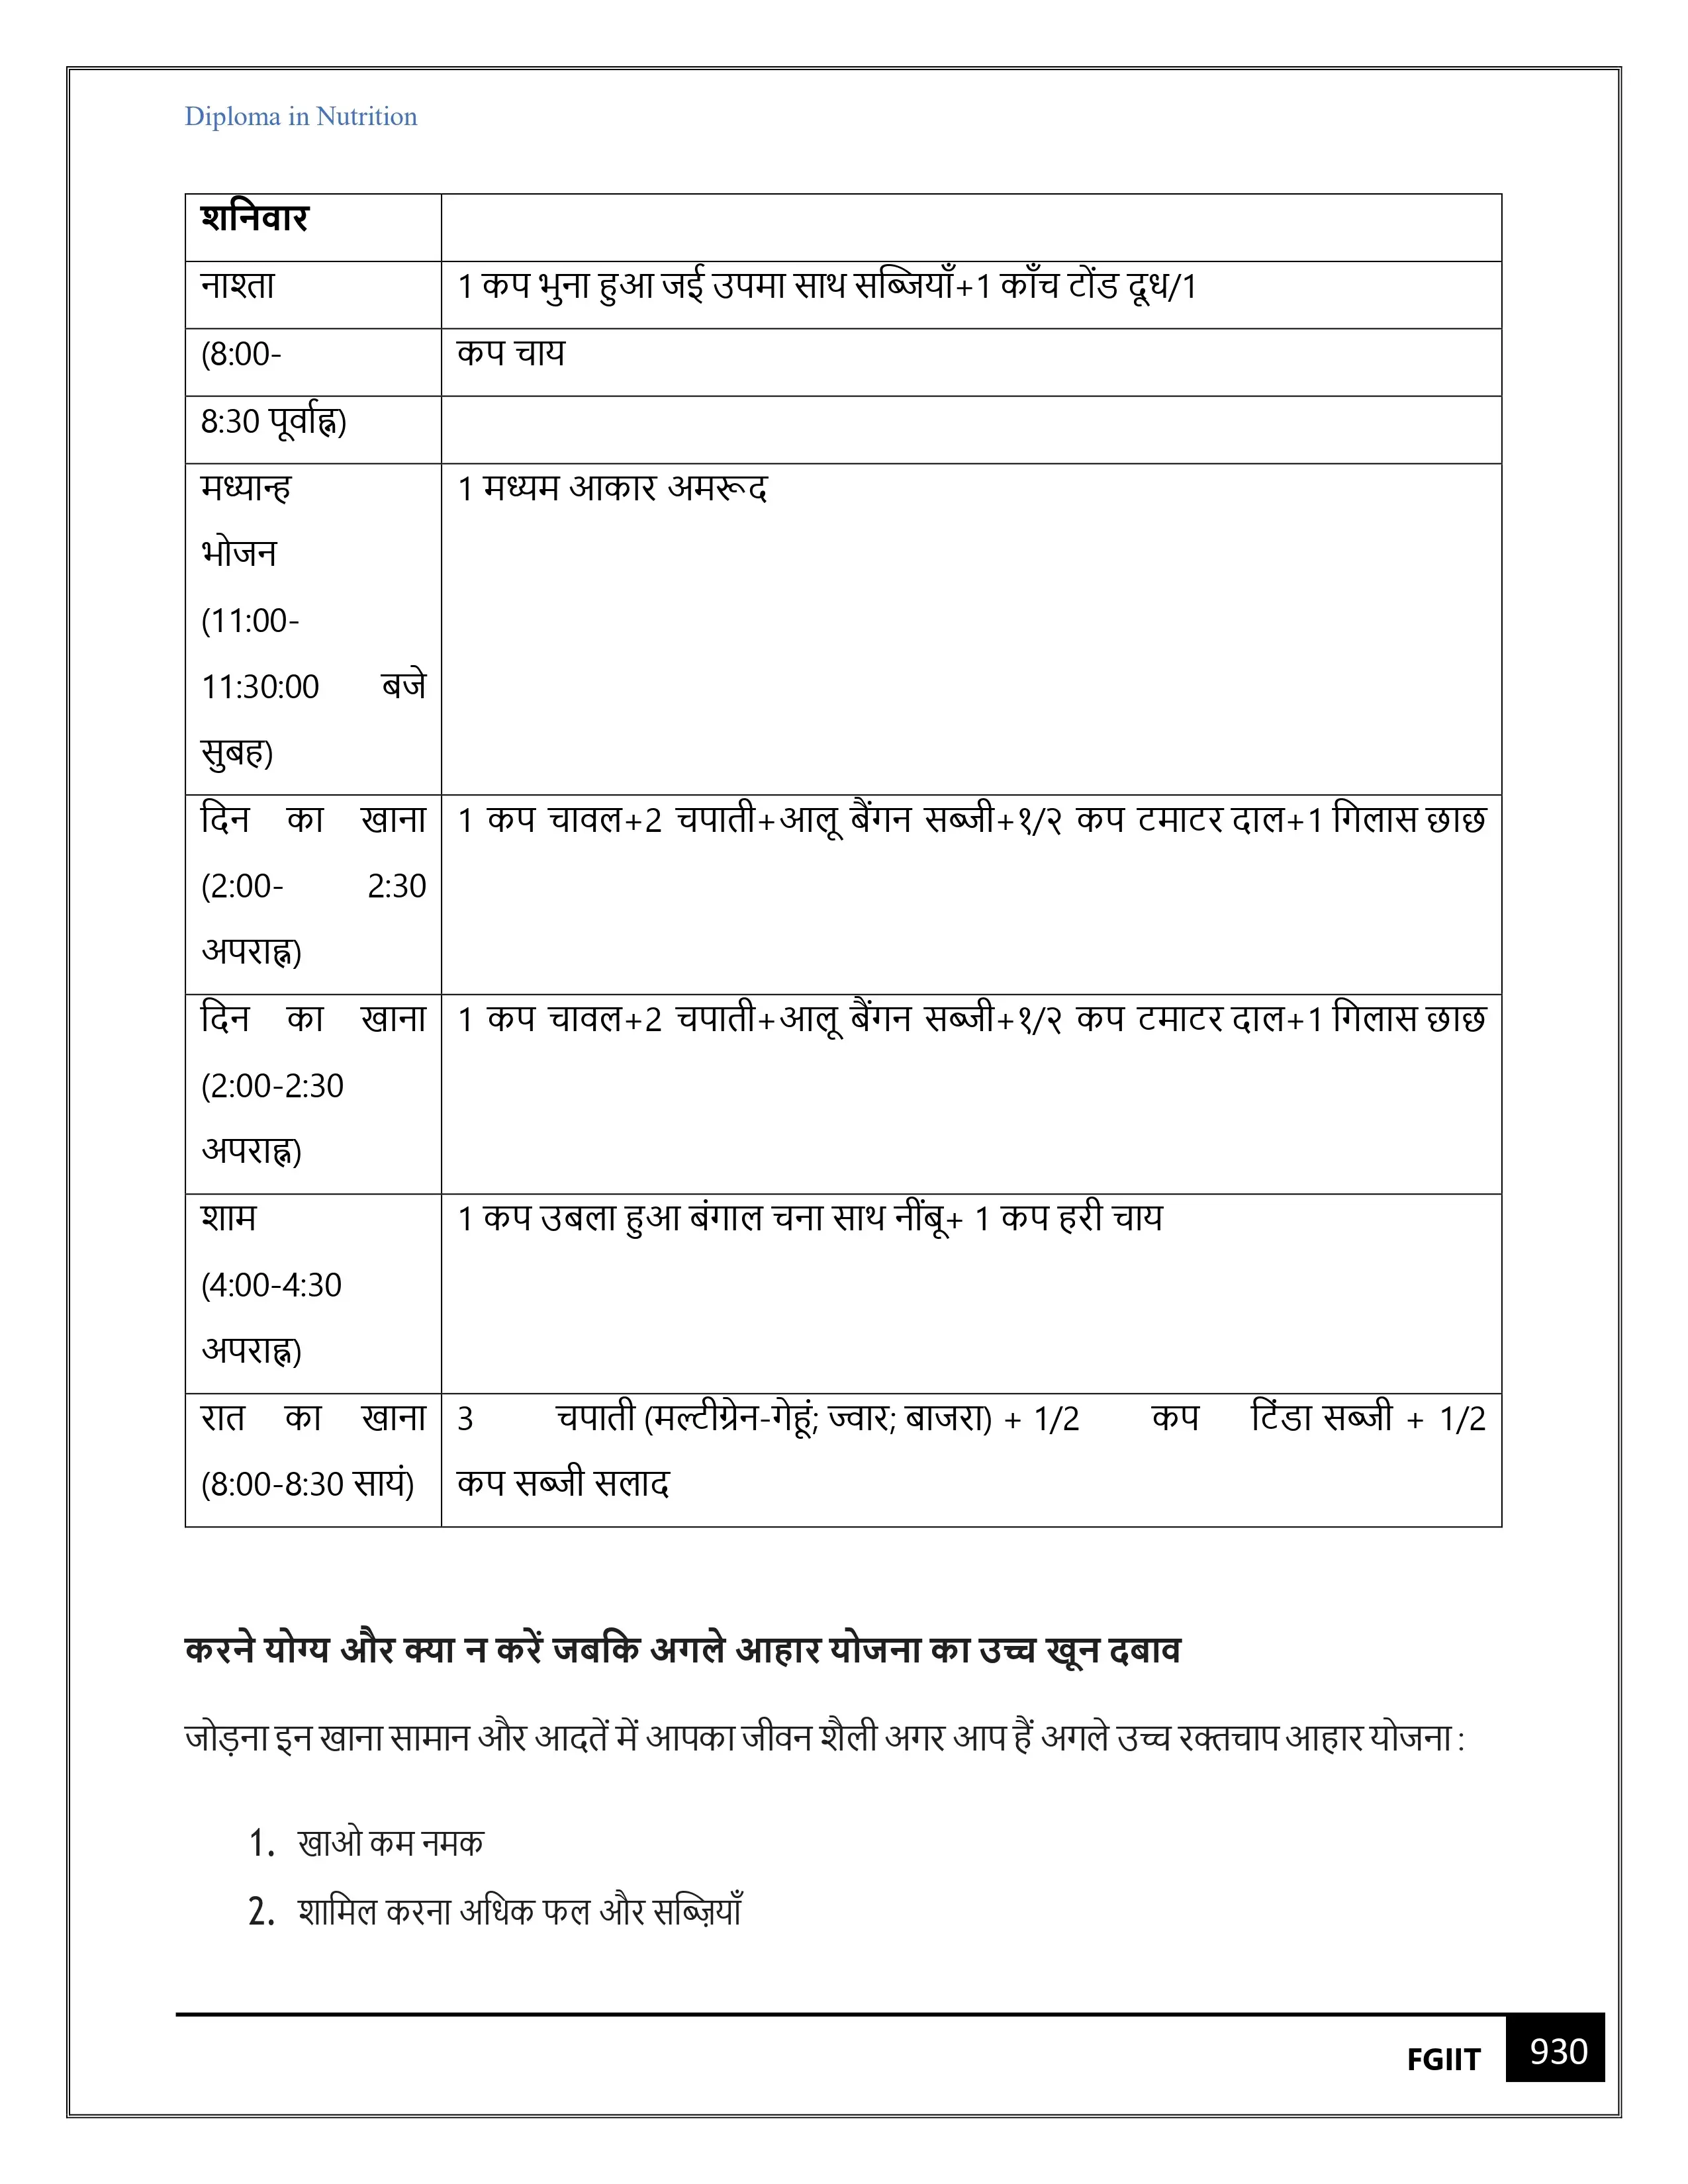 Diploma in Nutrition
शनिवार
नाश्ता 1 कप भुना हुआ जई उपमा साथ सब्जियाँ+1 काँच टोंड दूध/1
(8:00- कप चाय
8:30 पूर्वाह्न)
मध्यान्ह 1 मध्यम आकार अमरूद
भोजन
(11:00-
11:30:00 बजे
सुबह)
दिन का खाना 1 कप चावल+2 चपाती+आलू बैंगन सब्जी+१/२ कप टमाटर दाल+1 गिलास छाछ
(2:00- 2:30
अपराह्न)
दिन का खाना 1 कप चावल+2 चपाती+आलू बैंगन सब्जी+१/२ कप टमाटर दाल+1 गिलास छाछ
(2:00-2:30
अपराह्न)
शाम 1 कप उबला हुआ बंगाल चना साथ नींबू+ 1 कप हरी चाय
(4:00-4:30
अपराह्न)
रात का खाना 3 चपाती (मल्टीग्रेन-गेहूं; ज्वार; बाजरा) + 1/2 कप टिंडा सब्जी + 1/2
(8:00-8:30 सायं) कप सब्जी सलाद
करने योग्य और क्या न करें जबकि अगले आहार योजना का उच्च खून दबाव
जोड़ना इन खाना सामान और आदतें में आपका जीवन शैली अगर आप हैं अगले उच्च रक्तचाप आहार योजना :
1. खाओ कम नमक
2. शामिल करना अधिक फल और सब्ज़ियाँ
FGIIT 930